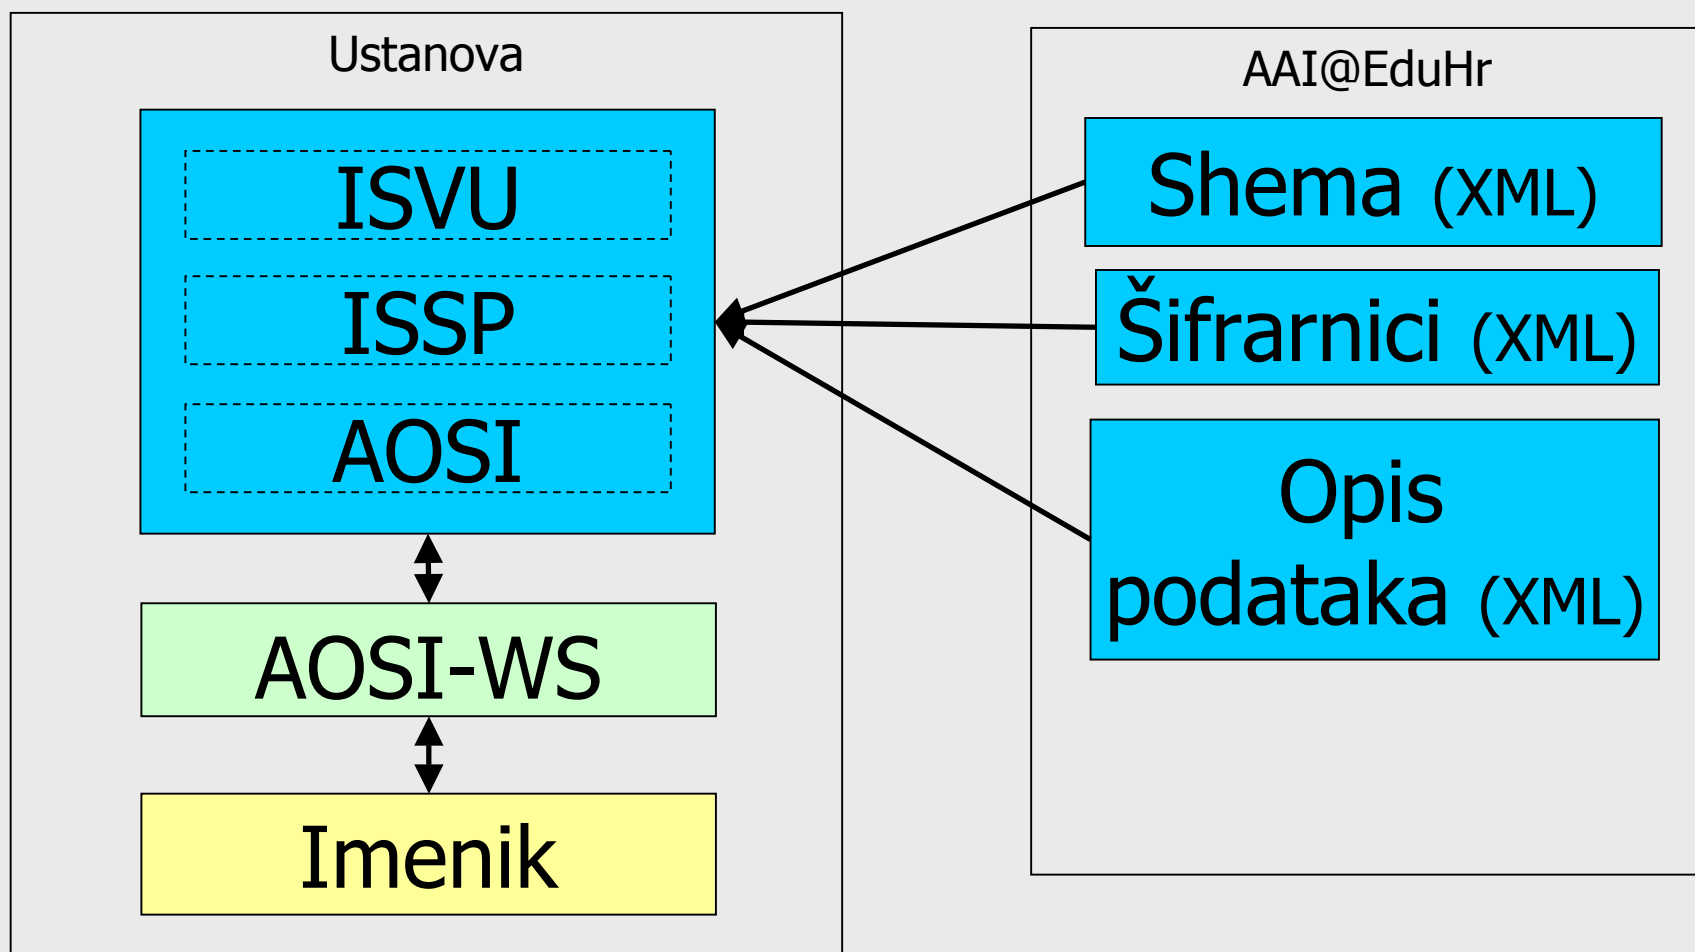 Ustanova
ISVU
ISSP
AOSI
AOSI-WS
Imenik
AAI@EduHr
Shema (XML)
Šifrarnici (XML)
Opis
podataka (XML)